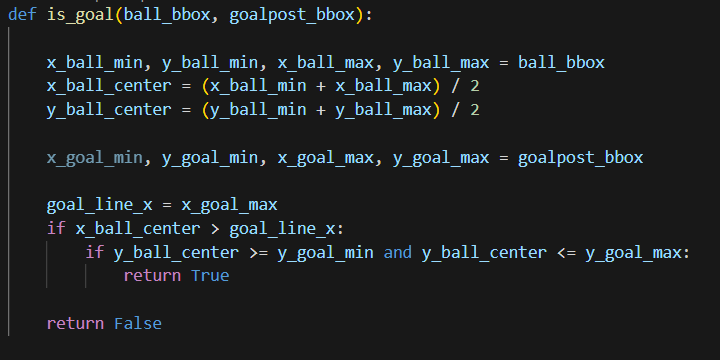 def is_goal(ball_bbox, goalpost_bbox):
x_ball_min, y_ball_min, x_ball_max, y_ball_max = ball_bbox
x_ball_center = (x_ball_min + x_ball_max) / 2
y_ball_center = (y_ball_min + y_ball_max) / 2
x_goal_min, y_goal_min, x_goal_max, y_goal_max = goalpost_bbox
goal_line_x = x_goal_max
if x_ball_center > goal_line_x:
if y_ball_center >= y_goal_min and y_ball_center <= y_goal_max:
return True
return False